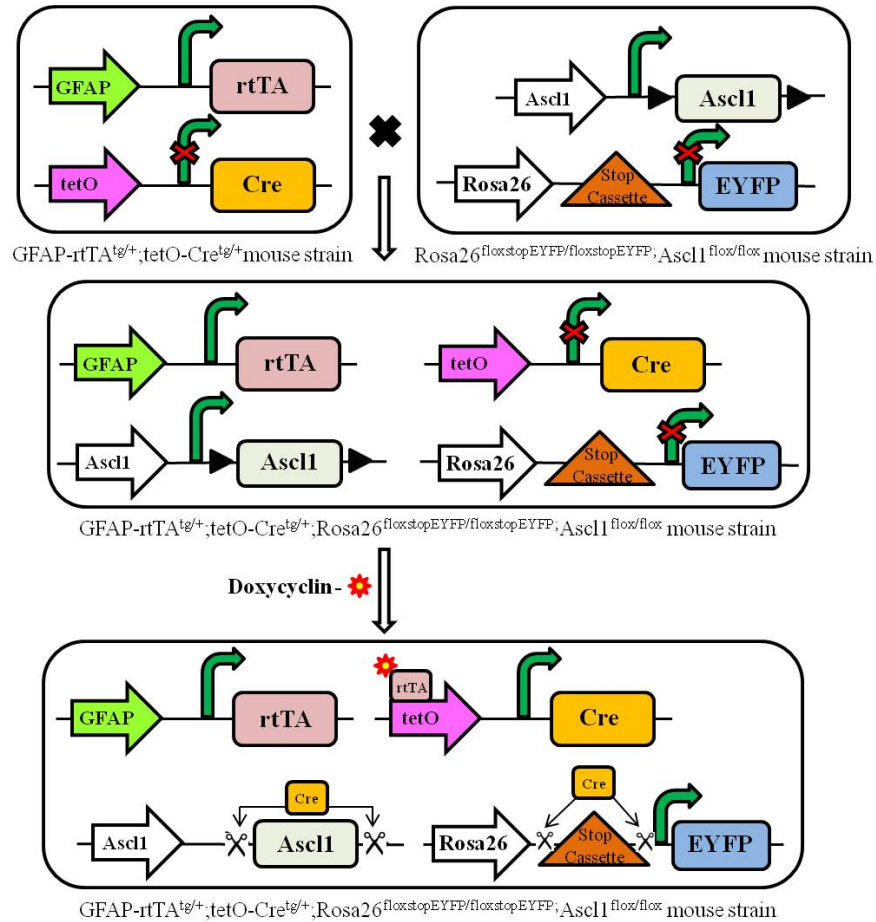 GFAP
rtTA
tetO
Cre
GFAP-rtTAtg/+;tetO-Cretg/+mouse strain
Ascl1
Ascl1
Rosa26
Stop
Cassette
EYFP
Rosa26floxstopEYFP/floxstopEYFP;Ascl1flox/flox mouse strain
GFAP
rtTA
tetO
Cre
Ascl1
Ascl1
Rosa26
Stop
Cassette
EYFP
GFAP-rtTAtg/+;tetO-Cretg/+;Rosa26floxstopEYFP/floxstopEYFP;Ascl1flox/flox mouse strain
Doxycyclin -
GFAP
rtTA
rtTA
tetO
Cre
Cre
Ascl1
Ascl1
Cre
Rosa26
Stop
Cassette
EYFP
GFAP-rtTAtg/+;tetO-Cretg/+;Rosa26floxstopEYFP/floxstopEYFP;Ascl1flox/flox mouse strain